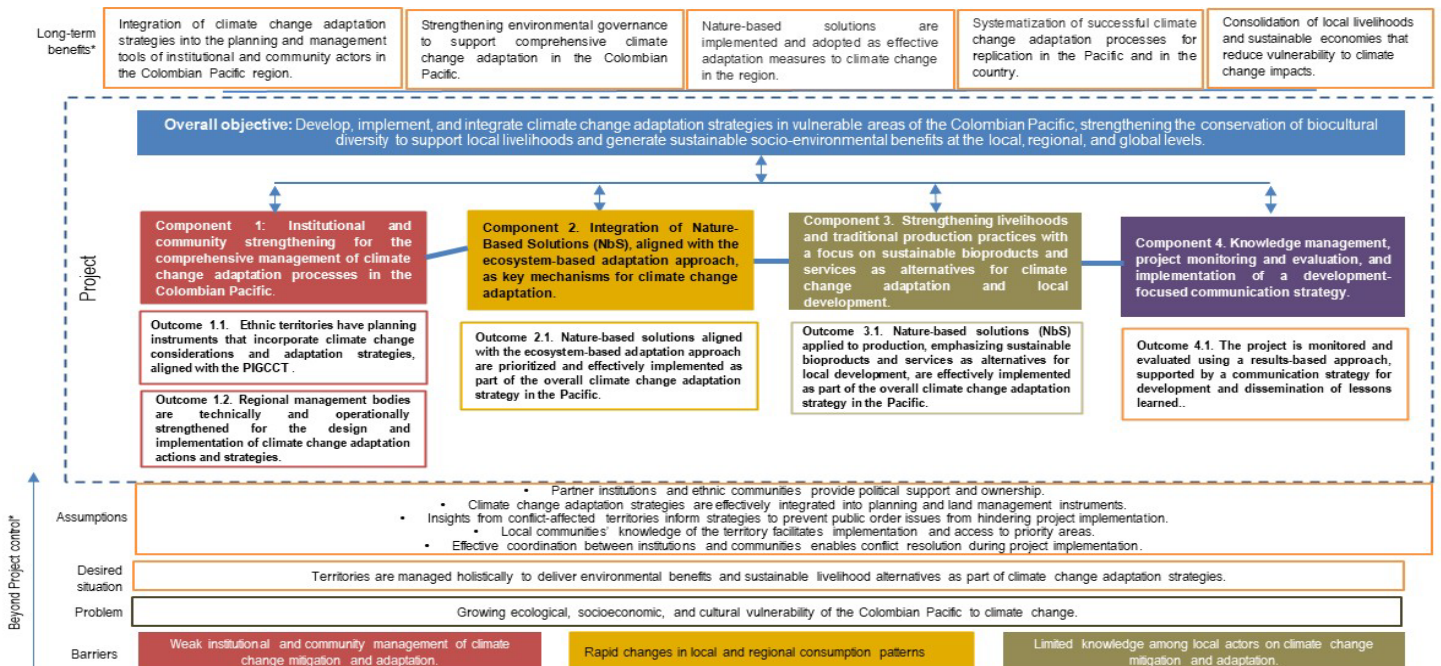 Long-term
benefits*
Integration of climate change adaptation
strategies into the planning and management
tools of institutional and community actors in
the Colombian Pacific region.
Strengthening environmental governance
to support comprehensive climate
change adaptation in the Colombian
Pacific.
Nature-based solutions are
implemented and adopted as effective
adaptation measures to climate change
in the region.
Systematization of successful climate
change adaptation processes for
replication in the Pacific and in the
country.
Consolidation of local livelihoods
and sustainable economies that
reduce vulnerability to climate
change impacts.
Project
Overall objective: Develop, implement, and integrate climate change adaptation strategies in vulnerable areas of the Colombian Pacific, strengthening the conservation of biocultural
diversity to support local livelihoods and generate sustainable socio-environmental benefits at the local, regional, and global levels.
Component 1: Institutional and
community strengthening for the
comprehensive management of climate
change adaptation processes in the
Colombian Pacific.
Component 2. Integration of Nature-
Based Solutions (NbS), aligned with the
ecosystem-based adaptation approach,
as key mechanisms for climate change
adaptation.
Component 3. Strengthening livelihoods
and traditional production practices with
a focus on sustainable bioproducts and
services as alternatives for climate
change adaptation and local
development.
Component 4. Knowledge management,
project monitoring and evaluation, and
implementation of a development-
focused communication strategy.
Outcome 1.1. Ethnic territories have planning
instruments that incorporate climate change
considerations and adaptation strategies,
aligned with the PIGCCT .
Outcome 1.2. Regional management bodies
are technically and operationally
strengthened for the design and
implementation of climate change adaptation
actions and strategies.
Outcome 2.1. Nature-based solutions aligned
with the ecosystem-based adaptation approach
are prioritized and effectively implemented as
part of the overall climate change adaptation
strategy in the Pacific.
Outcome 3.1. Nature-based solutions (NbS)
applied to production, emphasizing sustainable
bioproducts and services as alternatives for
local development, are effectively implemented
as part of the overall climate change adaptation
strategy in the Pacific.
Outcome 4.1. The project is monitored and
evaluated using a results-based approach,
supported by a communication strategy for
development and dissemination of lessons
learned..
Beyond Project control*
Assumptions
• Partner institutions and ethnic communities provide political support and ownership.
• Climate change adaptation strategies are effectively integrated into planning and land management instruments.
• Insights from conflict-affected territories inform strategies to prevent public order issues from hindering project implementation.
• Local communities' knowledge of the territory facilitates implementation and access to priority areas.
• Effective coordination between institutions and communities enables conflict resolution during project implementation.
Desired
situation
Territories are managed holistically to deliver environmental benefits and sustainable livelihood alternatives as part of climate change adaptation strategies.
Problem
Growing ecological, socioeconomic, and cultural vulnerability of the Colombian Pacific to climate change.
Barriers
Weak institutional and community management of climate
change mitigation and adaptation.
Rapid changes in local and regional consumption patterns
Limited knowledge among local actors on climate change
mitigation and adaptation.